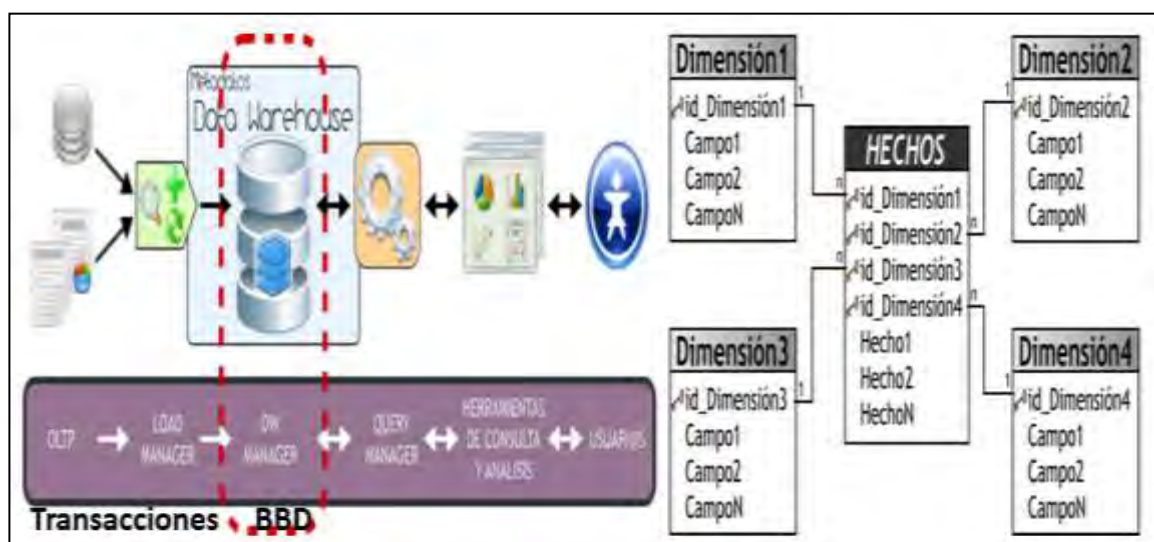 Metadatos
Data Warehouse
OLTP
LOAD
MANAGER
DW
MANAGER
QUERY
MANAGER
HERRAMIENTAS
DE CONSULTA
Y ANALISIS
USUARIOS
Transacciones
BBD
Dimensión1
id_Dimensión1
Campo1
Campo2
CampoN
1
Dimensión2
id_Dimensión2
Campo1
Campo2
CampoN
1
HECHOS
id_Dimensión1
id_Dimensión2
id_Dimensión3
id_Dimensión4
Hecho1
Hecho2
HechoN
n
n
n
n
Dimensión3
id_Dimensión3
Campo1
Campo2
CampoN
1
Dimensión4
id_Dimensión4
Campo1
Campo2
CampoN
1